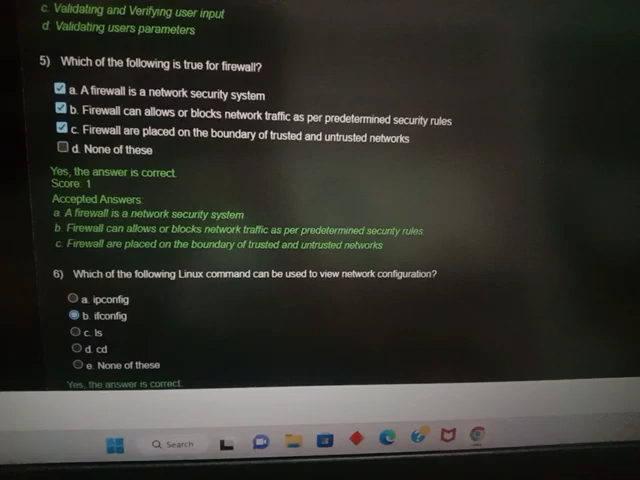 c. Validating and Verifying user input
d. Validating users parameters
5) Which of the following is true for firewall?
a. A firewall is a network security system
b. Firewall can allows or blocks network traffic as per predetermined security rules
c. Firewall are placed on the boundary of trusted and untrusted networks
d. None of these
Yes, the answer is correct.
Score: 1
Accepted Answers:
a. A firewall is a network security system
b. Firewall can allows or blocks network traffic as per predetermined security rules
c. Firewall are placed on the boundary of trusted and untrusted networks
6) Which of the following Linux command can be used to view network configuration?
a. ipconfig
b. ifconfig
c. ls
d. cd
e. None of these
Yes, the answer is correct.
Search